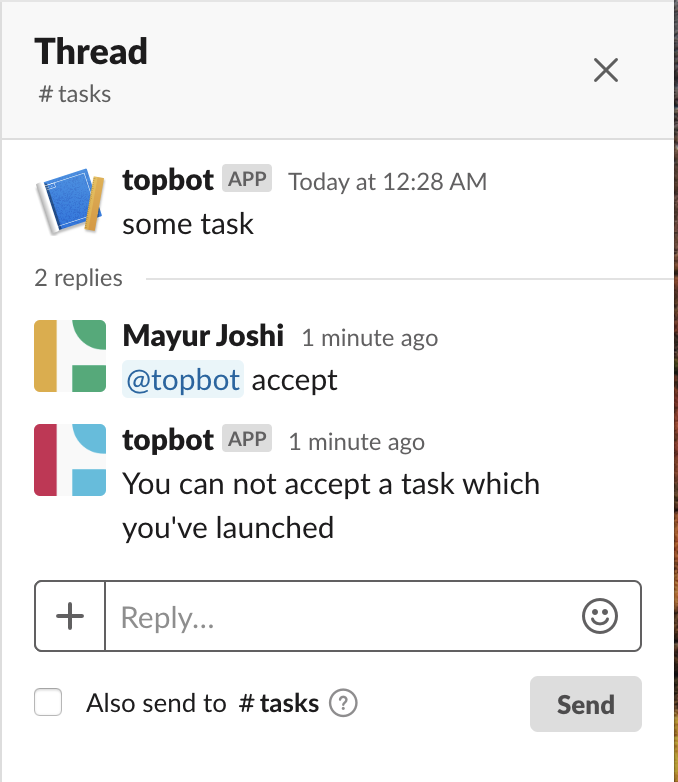 Thread
# tasks
topbot APP Today at 12:28 AM
some task
2 replies
Mayur Joshi 1 minute ago
@topbot accept
topbot APP 1 minute ago
You can not accept a task which
you've launched
Reply...
Also send to # tasks ?
Send